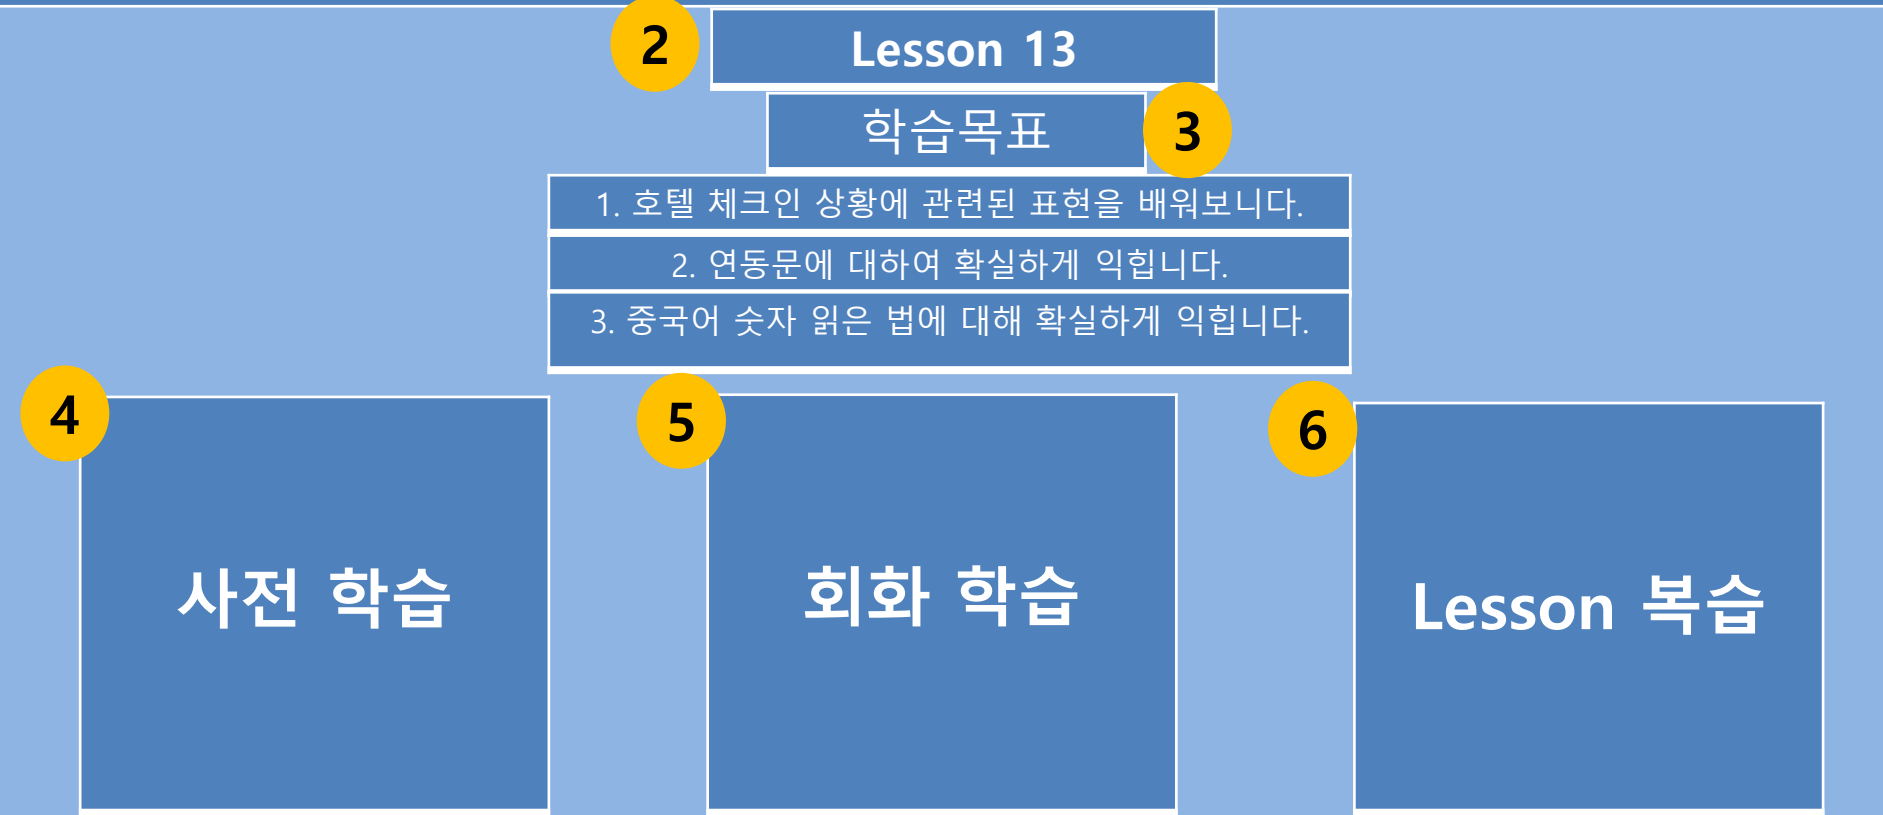 2
Lesson 13
학습목표
3
1. 호텔 체크인 상황에 관련된 표현을 배워보니다.
2. 연동문에 대하여 확실하게 익힙니다.
3. 중국어 숫자 읽은 법에 대해 확실하게 익힙니다.
4
사전 학습
5
회화 학습
6
Lesson 복습